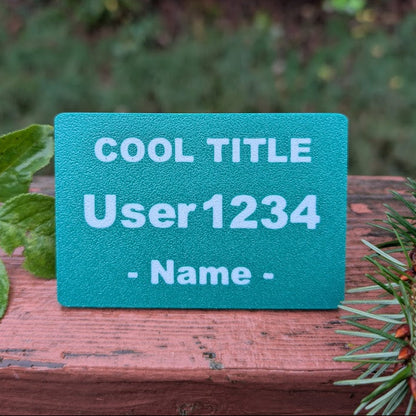 COOL TITLE
User1234
- Name -